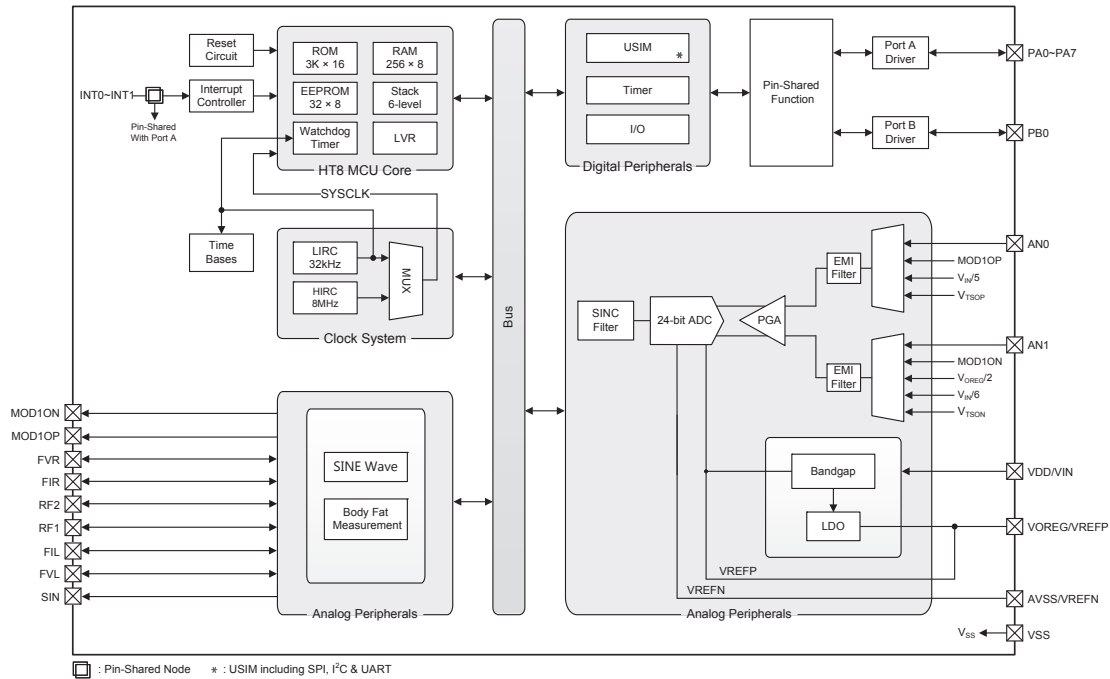 Reset
Circuit
INT0~INT1
Interrupt
Controller
Pin-Shared
With Port A
ROM
3K × 16
RAM
256 × 8
EEPROM
32 × 8
Stack
6-level
Watchdog
Timer
LVR
HT8 MCU Core
SYSCLK
Time
Bases
LIRC
32kHz
HIRC
8MHz
MUX
Clock System
Bus
USIM
*
Timer
I/O
Digital Peripherals
Pin-Shared
Function
Port A
Driver
PA0~PA7
Port B
Driver
PB0
SINC
Filter
24-bit ADC
PGA
EMI
Filter
AN0
MOD1OP
VIN/5
VTSOP
EMI
Filter
AN1
MOD1ON
VOREG/2
VIN/6
VTSON
Bandgap
LDO
VDD/VIN
VOREG/VREFP
VREFP
VREFN
AVSS/VREFN
Analog Peripherals
VSS
VSS
MOD1ON
MOD1OP
FVR
FIR
RF2
RF1
FIL
FVL
SIN
SINE Wave
Body Fat
Measurement
Analog Peripherals
: Pin-Shared Node
* : USIM including SPI, I²C & UART